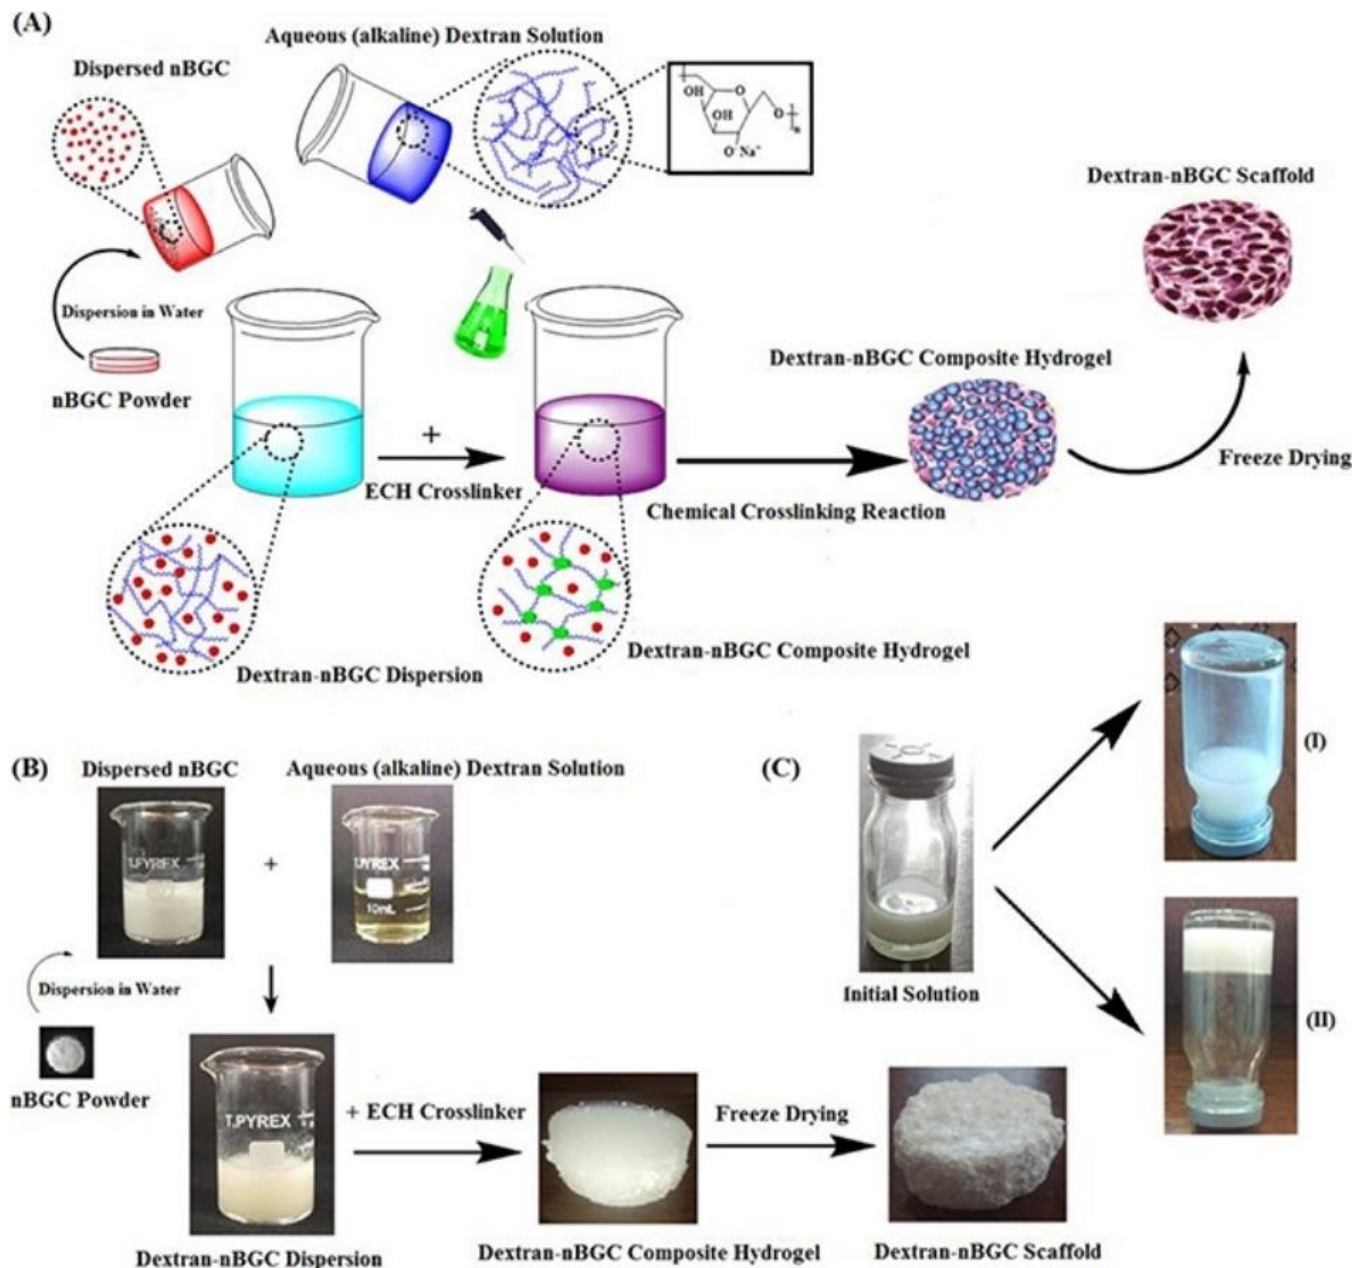 (A)
Aqueous (alkaline) Dextran Solution
Dispersed nBGC
OH
O
OH
O
n
O⁻ Na⁺
Dextran-nBGC Scaffold
Dispersion in Water
nBGC Powder
+
ECH Crosslinker
Dextran-nBGC Composite Hydrogel
Chemical Crosslinking Reaction
Freeze Drying
Dextran-nBGC Dispersion
Dextran-nBGC Composite Hydrogel
(B)
Dispersed nBGC
Aqueous (alkaline) Dextran Solution
T.PYREX
+
T.PYREX
10mL
Dispersion in Water
nBGC Powder
T.PYREX
+ ECH Crosslinker
Freeze Drying
Dextran-nBGC Dispersion
Dextran-nBGC Composite Hydrogel
Dextran-nBGC Scaffold
(C)
Initial Solution
(I)
(II)